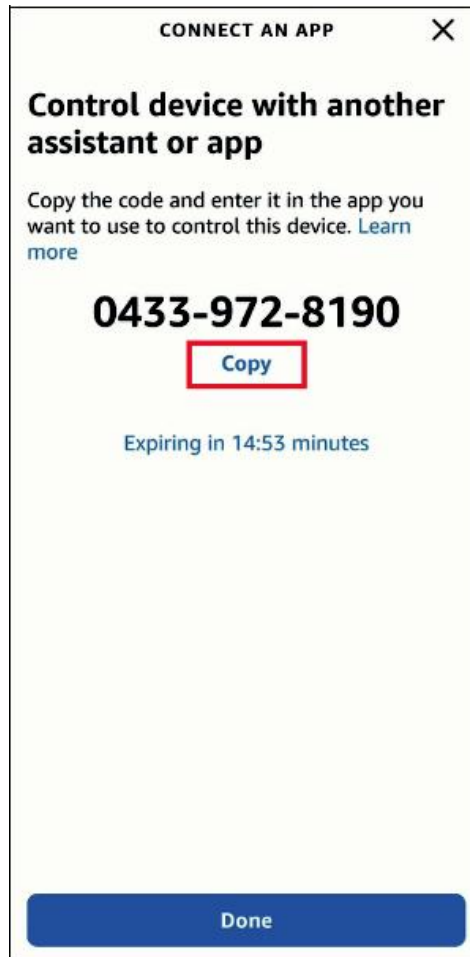 CONNECT AN APP
Control device with another
assistant or app
Copy the code and enter it in the app you
want to use to control this device. Learn
more
0433-972-8190
Copy
Expiring in 14:53 minutes
Done